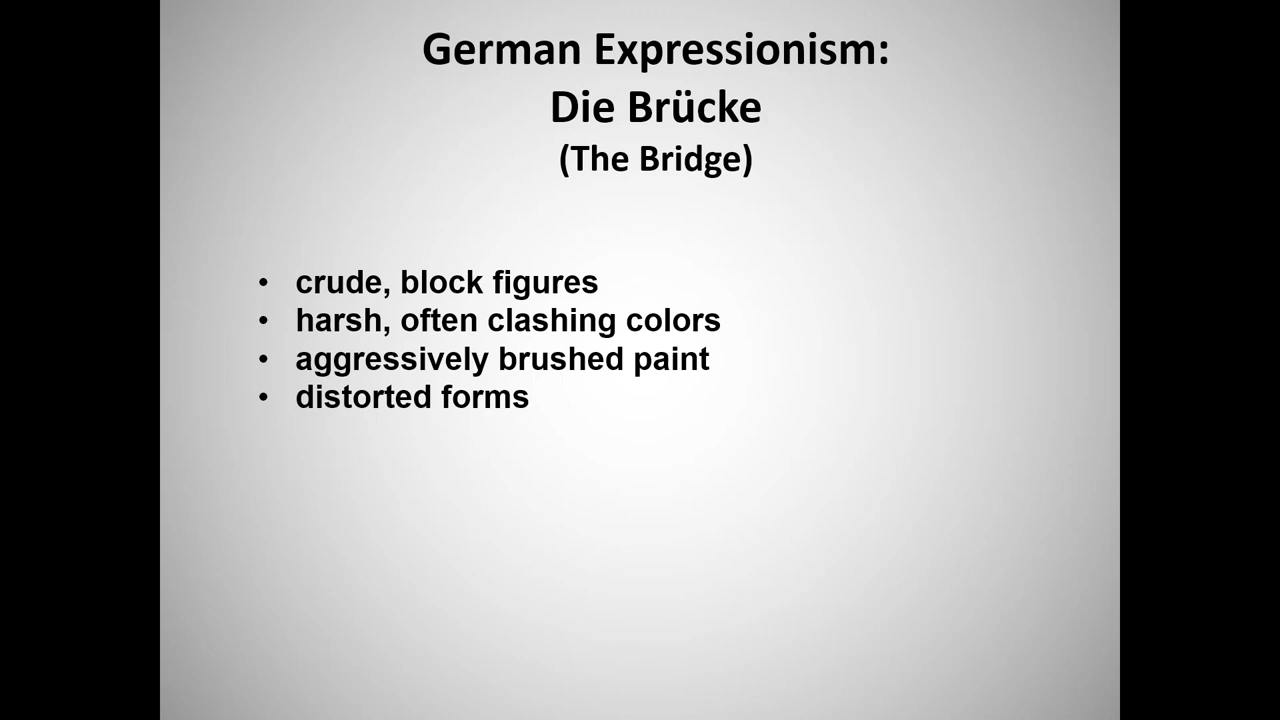 German Expressionism:
Die Brücke
(The Bridge)
• crude, block figures
• harsh, often clashing colors
• aggressively brushed paint
• distorted forms